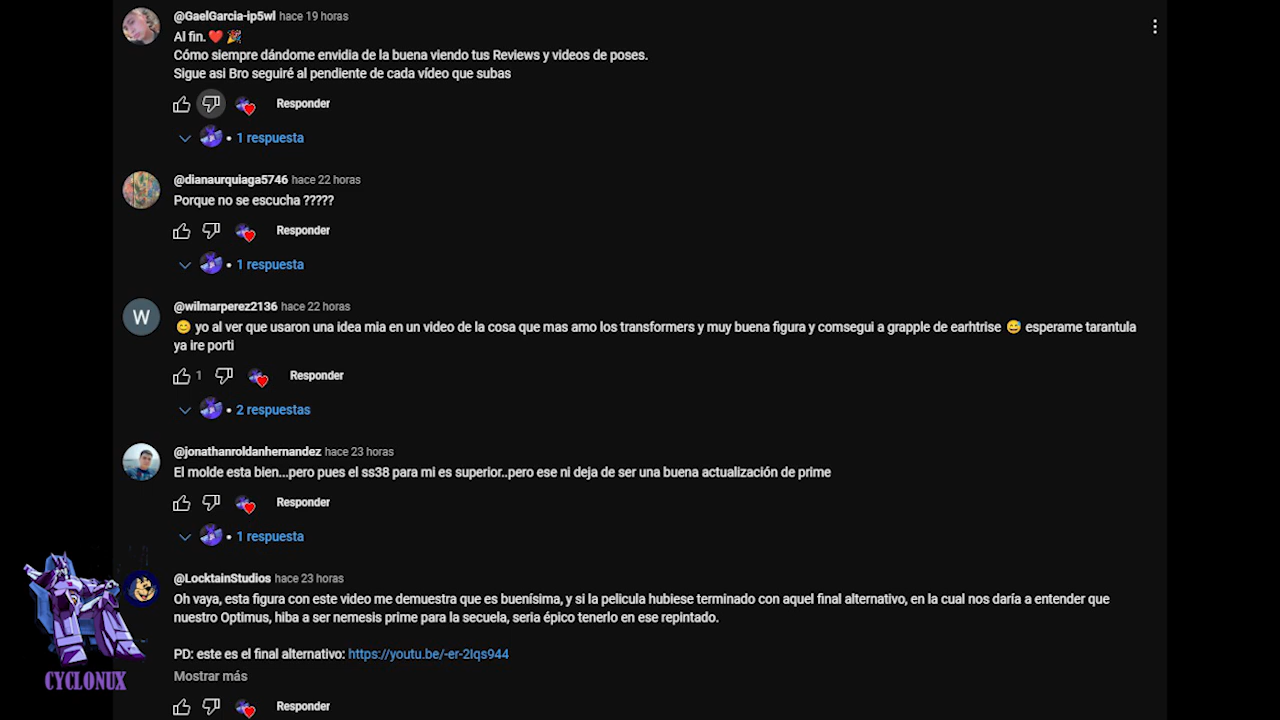 @GaelGarcia-ip5wl hace 19 horas
Al fin.❤️🎉
Cómo siempre dándome envidia de la buena viendo tus Reviews y videos de poses.
Sigue asi Bro seguiré al pendiente de cada vídeo que subas
Responder
• 1 respuesta
@dianaurquiaga5746 hace 22 horas
Porque no se escucha ?????
Responder
• 1 respuesta
W
@wilmarperez2136 hace 22 horas
😊 yo al ver que usaron una idea mia en un video de la cosa que mas amo los transformers y muy buena figura y comsegui a grapple de earhtrise 😅 esperame tarantula
ya ire porti
1 Responder
• 2 respuestas
@jonathanroldanhernandez hace 23 horas
El molde esta bien...pero pues el ss38 para mi es superior..pero ese ni deja de ser una buena actualización de prime
Responder
• 1 respuesta
@LocktainStudios hace 23 horas
Oh vaya, esta figura con este video me demuestra que es buenísima, y si la pelicula hubiese terminado con aquel final alternativo, en la cual nos daría a entender que
nuestro Optimus, hiba a ser nemesis prime para la secuela, seria épico tenerlo en ese repintado.
PD: este es el final alternativo: https://youtu.be/-er-2Iqs944
Mostrar más
Responder
CYCLONUX